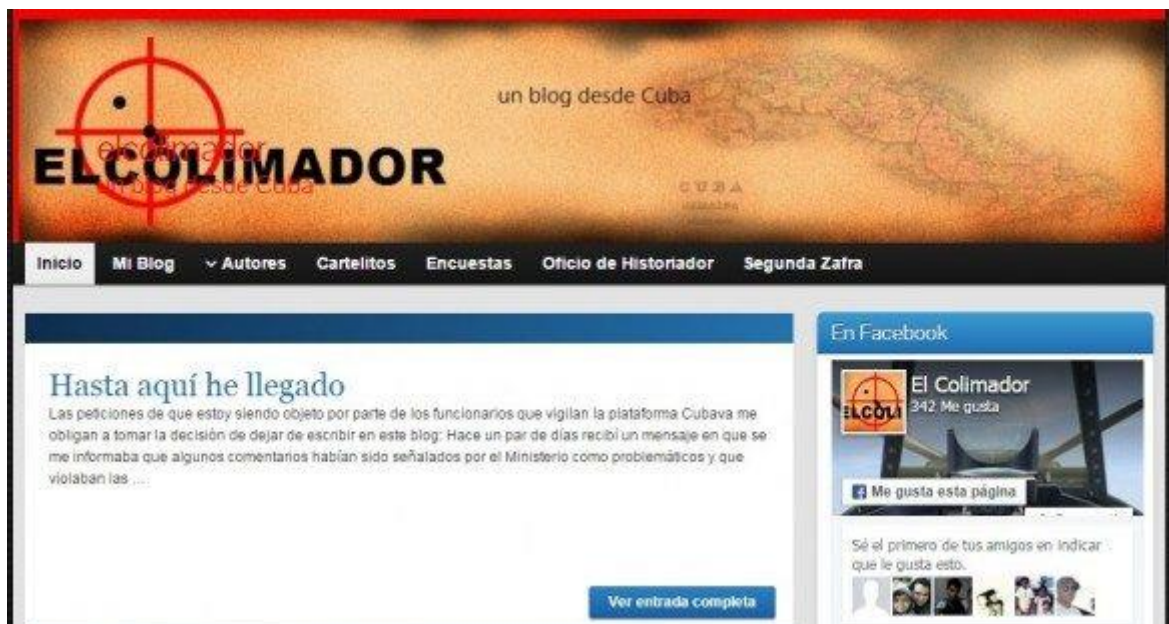 un blog desde Cuba
elcolimador
ELCOLIMADOR
un blog desde Cuba
CUBA
Inicio
Mi Blog
Autores
Cartelitos
Encuestas
Oficio de Historiador
Segunda Zafra
Hasta aquí he llegado
Las peticiones de que estoy siendo objeto por parte de los funcionarios que vigilan la plataforma Cubava me
obligan a tomar la decisión de dejar de escribir en este blog: Hace un par de días recibí un mensaje en que se
me informaba que algunos comentarios habían sido señalados por el Ministerio como problemáticos y que
violaban las ...
Ver entrada completa
En Facebook
El Colimador
342 Me gusta
Me gusta esta página
Sé el primero de tus amigos en indicar
que le gusta esto.